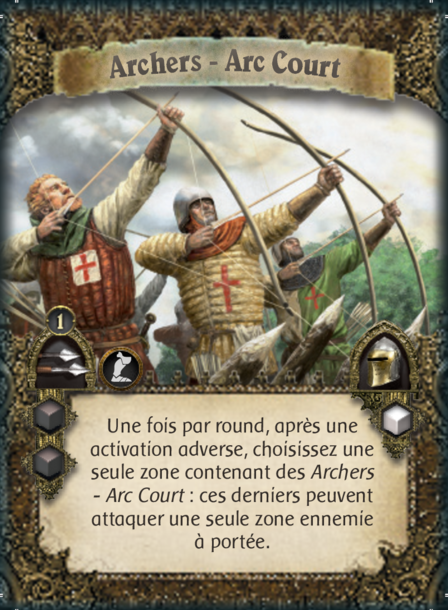 Archers - Arc Court
1
Une fois par round, après une
activation adverse, choisissez une
seule zone contenant des Archers
- Arc Court : ces derniers peuvent
attaquer une seule zone ennemie
à portée.